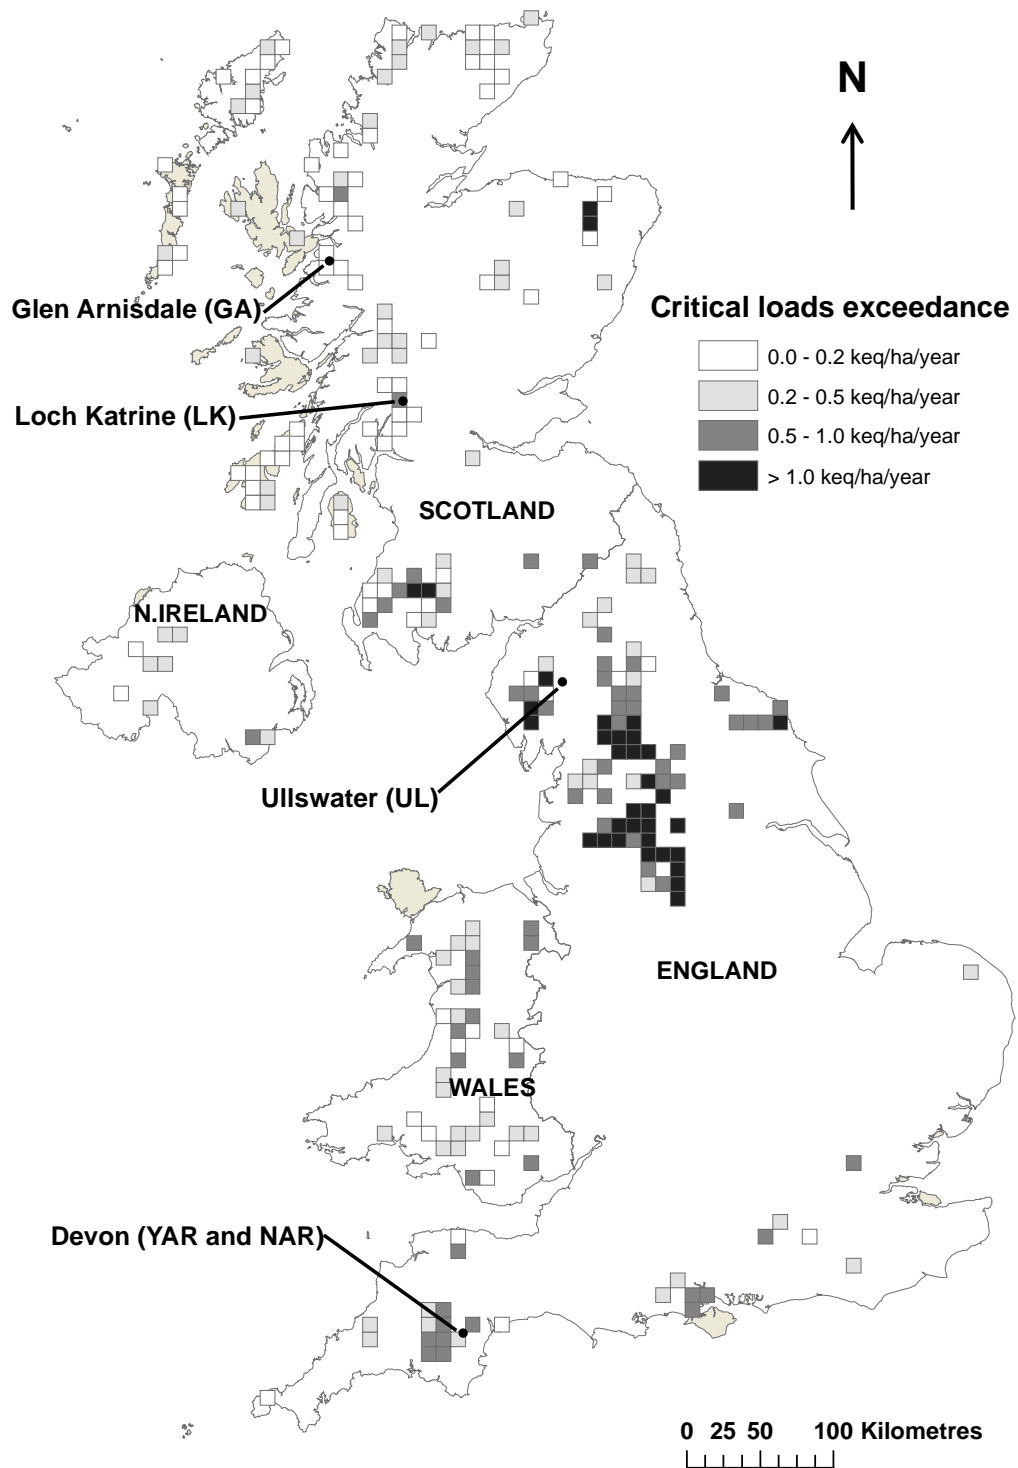 N
Glen Arnisdale (GA)
Critical loads exceedance
0.0 - 0.2 keq/ha/year
0.2 - 0.5 keq/ha/year
Loch Katrine (LK)
0.5 - 1.0 keq/ha/year
> 1.0 keq/ha/year
SCOTLAND
N.IRELAND
Ullswater (UL)
ENGLAND
WALES
Devon (YAR and NAR)
0 25 50 100 Kilometres